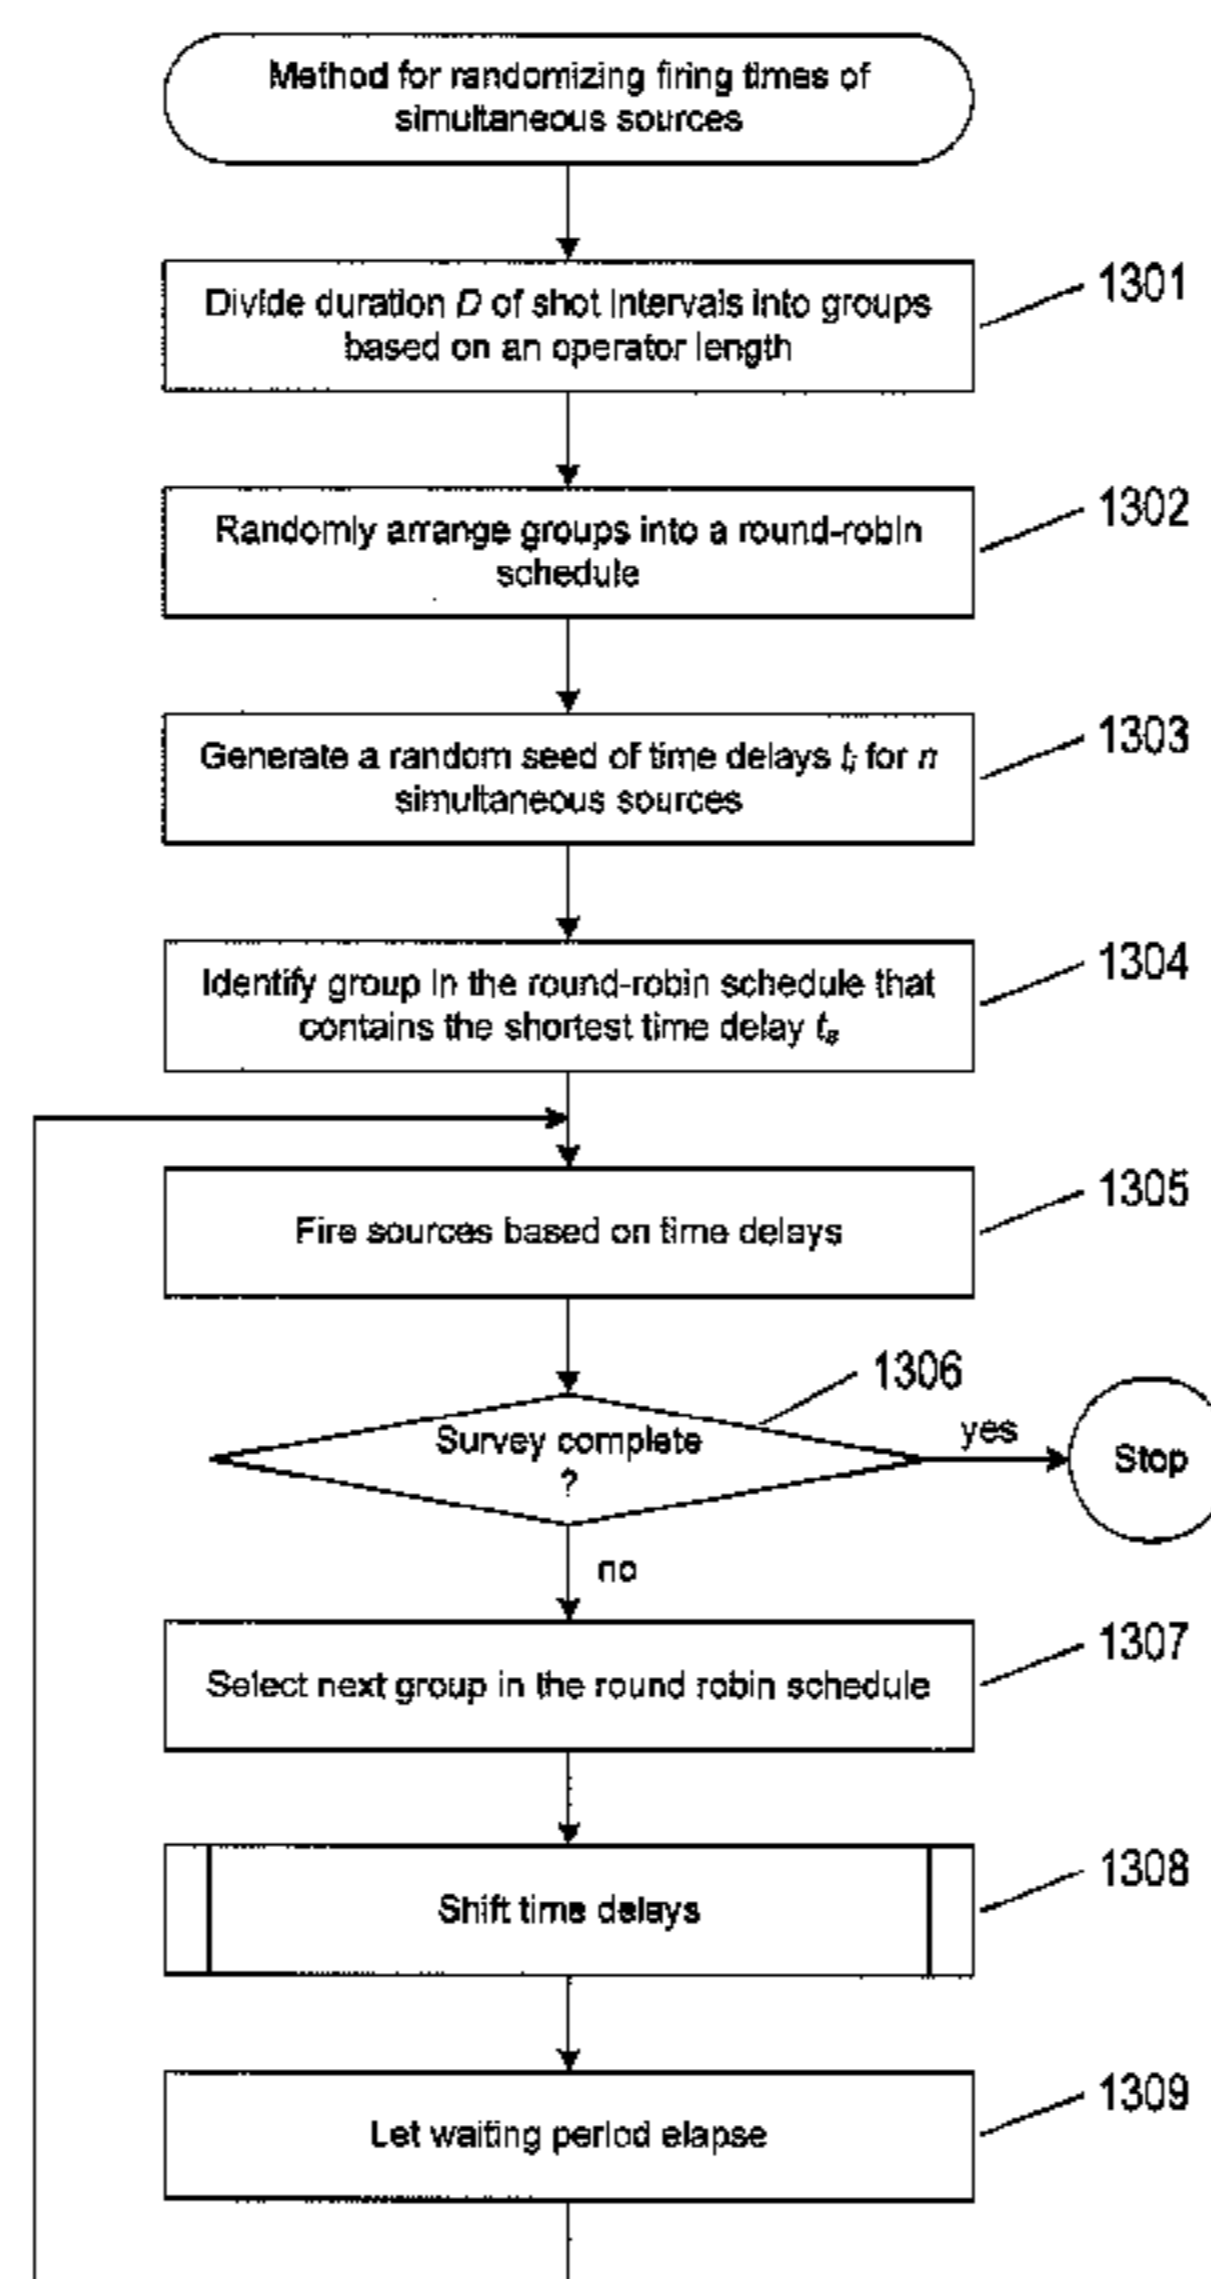 Method for randomizing firing times of
simultaneous sources
Divide duration D of shot intervals into groups
based on an operator length
1301
Randomly arrange groups into a round-robin
schedule
1302
Generate a random seed of time delays ti for n
simultaneous sources
1303
Identify group in the round-robin schedule that
contains the shortest time delay ts
1304
Fire sources based on time delays
1305
1306
Survey complete
?
yes
Stop
no
Select next group in the round robin schedule
1307
Shift time delays
1308
Let waiting period elapse
1309